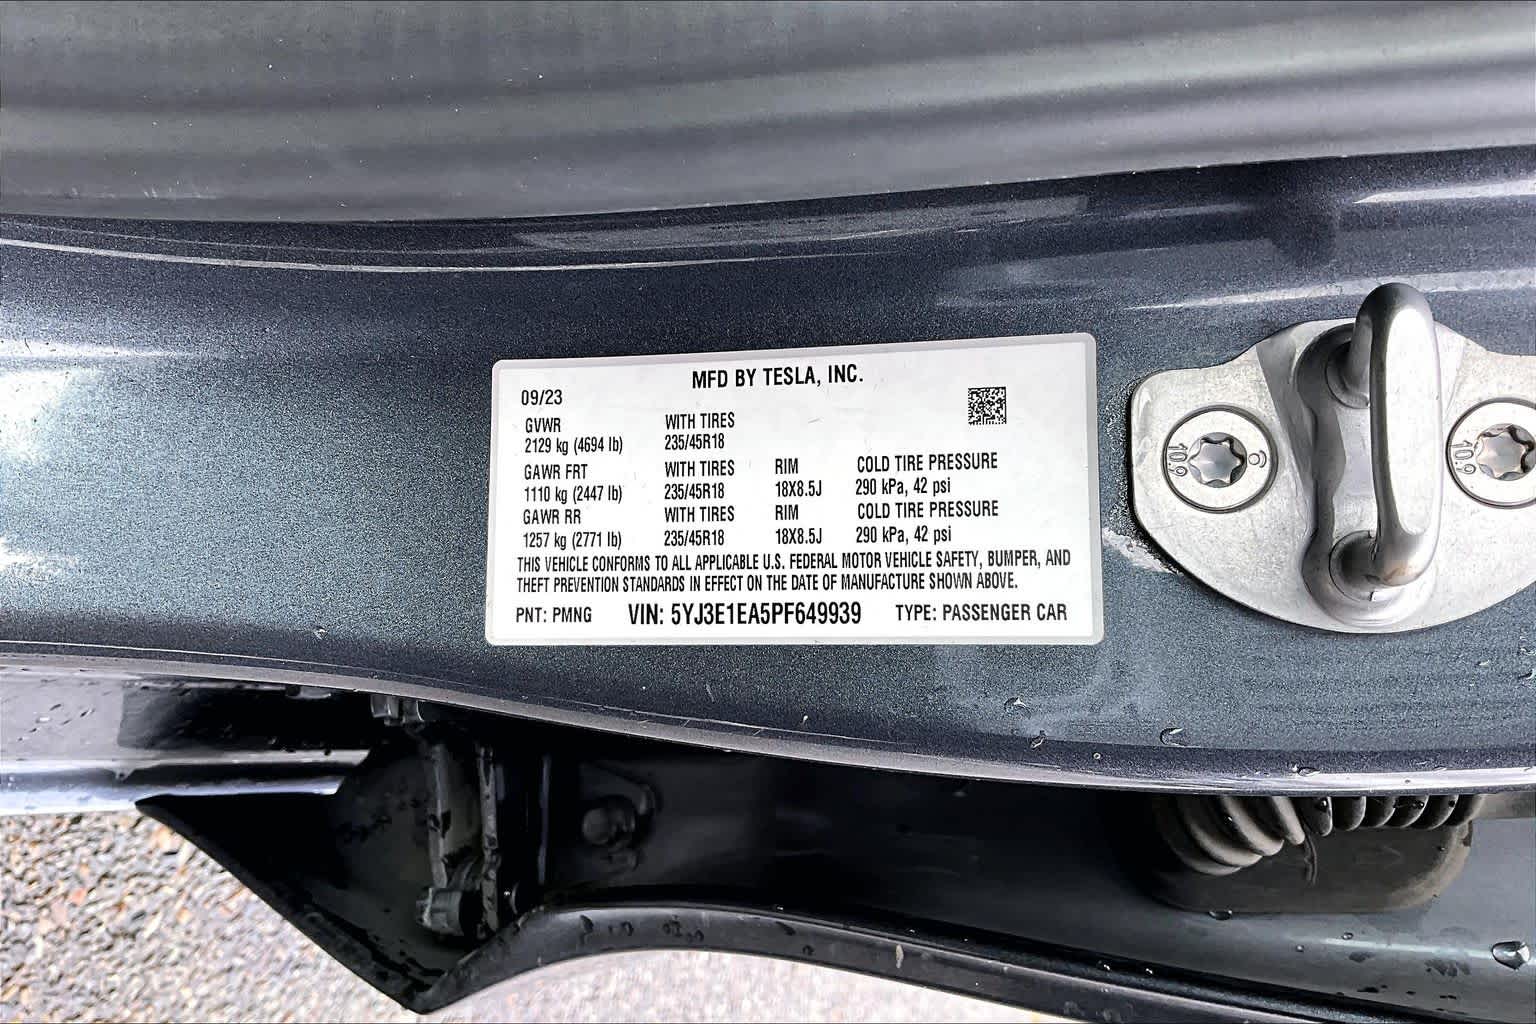 MFD BY TESLA, INC.
09/23
GVWR WITH TIRES
2129 kg (4694 lb) 235/45R18
GAWR FRT WITH TIRES RIM COLD TIRE PRESSURE
1110 kg (2447 lb) 235/45R18 18X8.5J 290 kPa, 42 psi
GAWR RR WITH TIRES RIM COLD TIRE PRESSURE
1257 kg (2771 lb) 235/45R18 18X8.5J 290 kPa, 42 psi
THIS VEHICLE CONFORMS TO ALL APPLICABLE U.S. FEDERAL MOTOR VEHICLE SAFETY, BUMPER, AND
THEFT PREVENTION STANDARDS IN EFFECT ON THE DATE OF MANUFACTURE SHOWN ABOVE.
PNT: PMNG VIN: 5YJ3E1EA5PF649939 TYPE: PASSENGER CAR
10.9
10.9